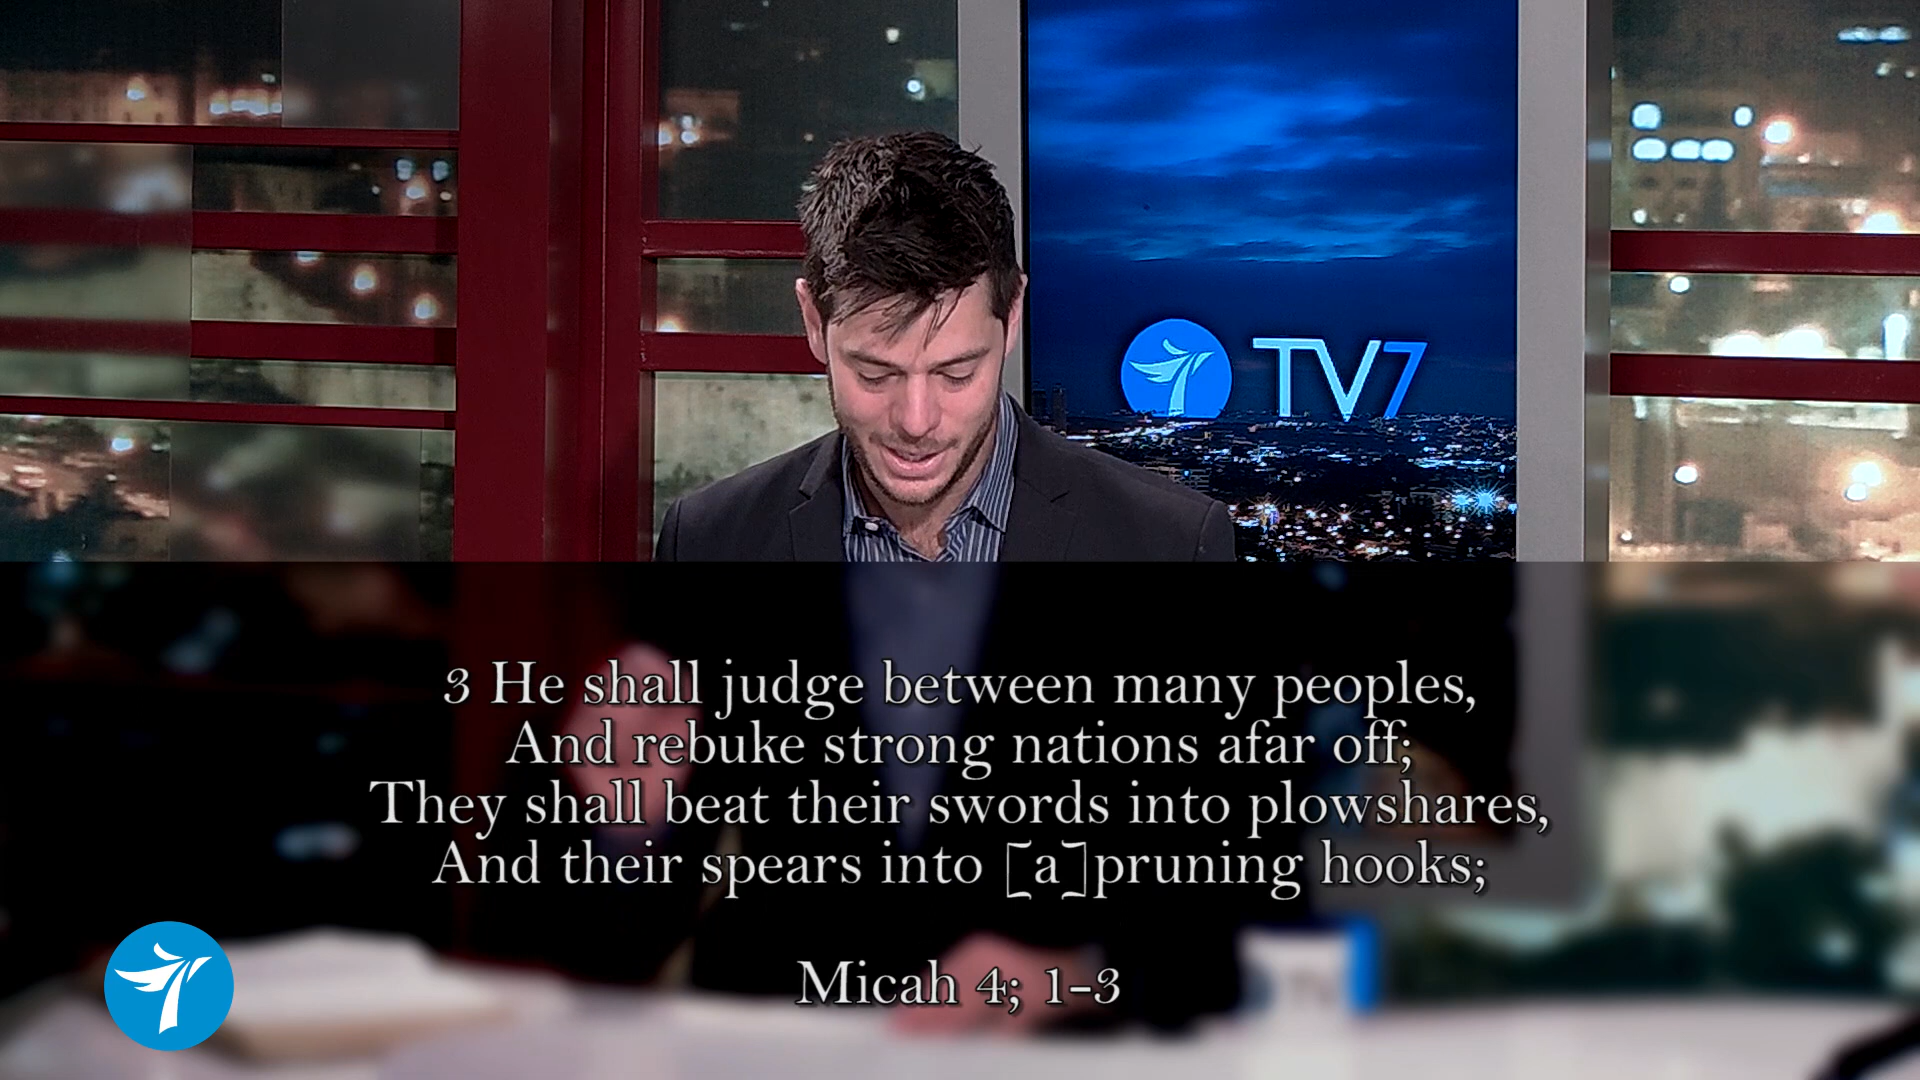 TV7
3 He shall judge between many peoples,
And rebuke strong nations afar off;
They shall beat their swords into plowshares,
And their spears into [a]pruning hooks;
Micah 4; 1-3